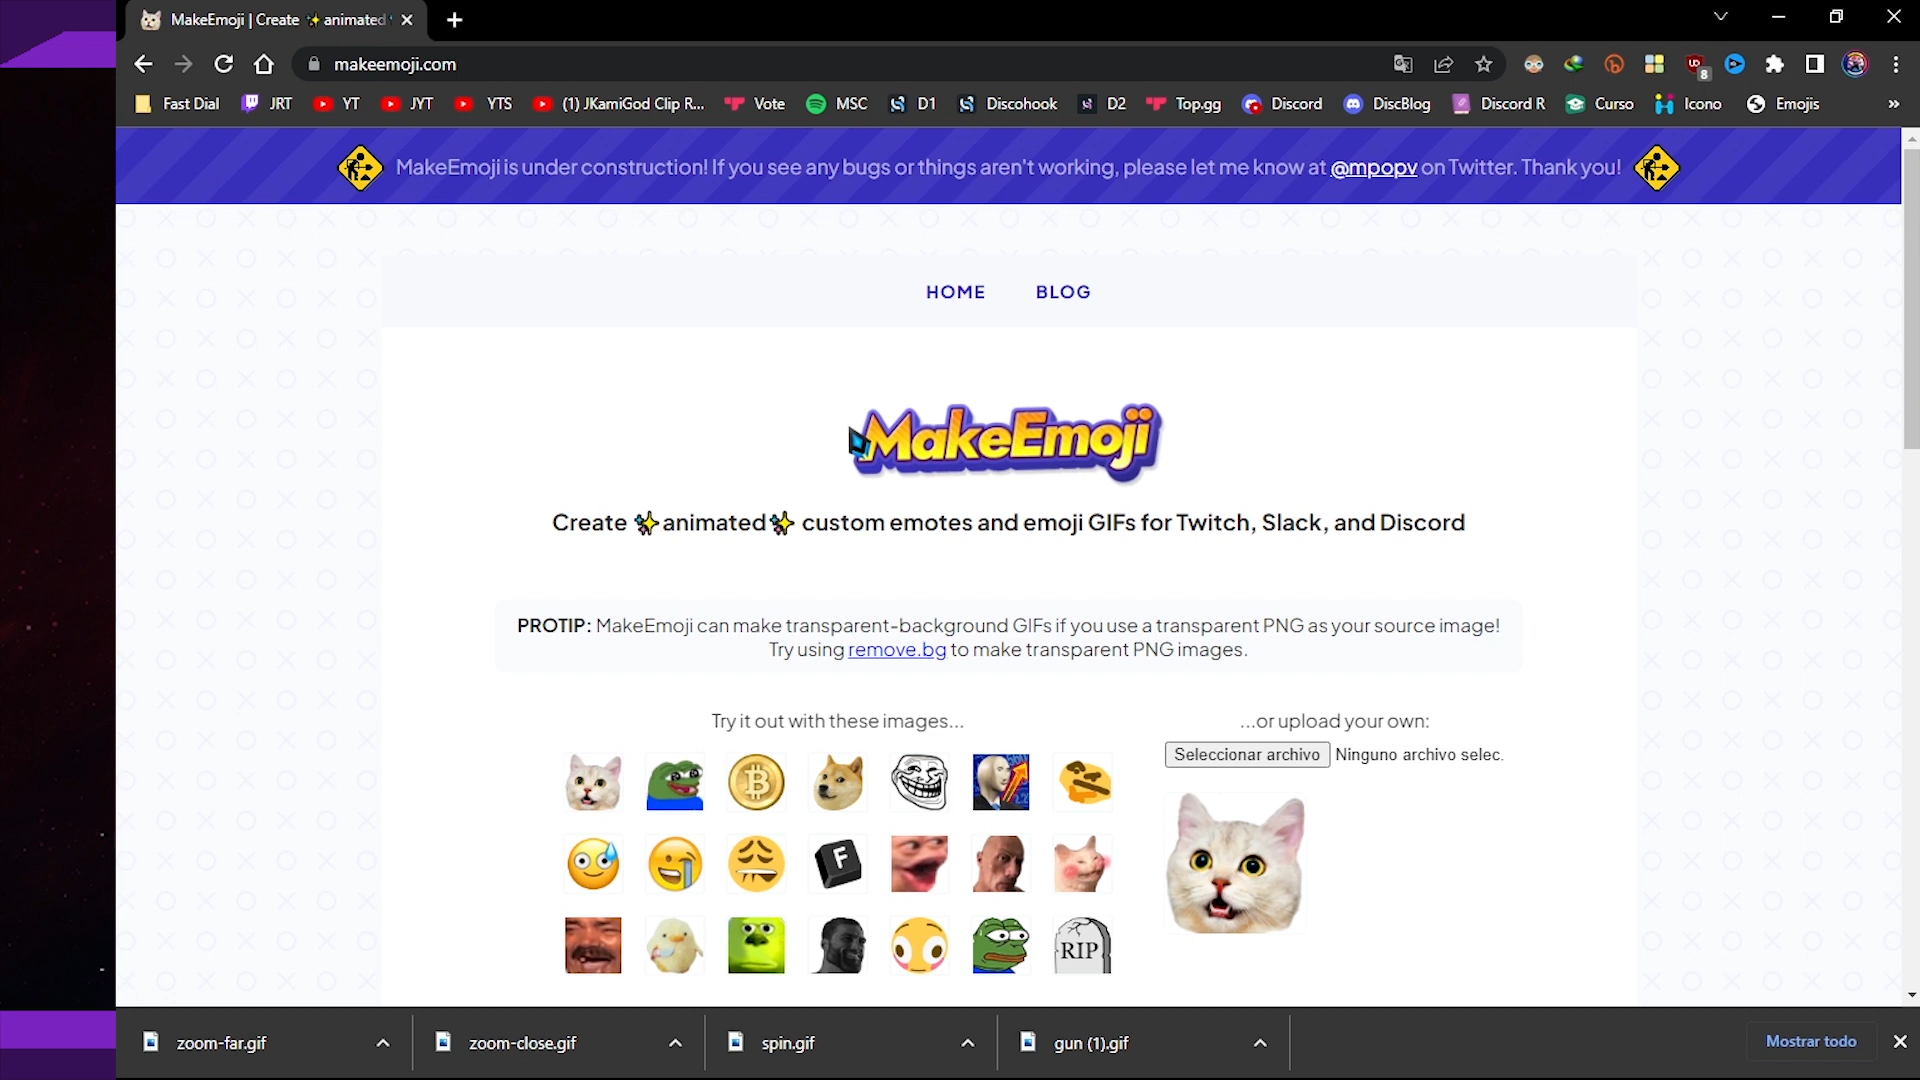 MakeEmoji | Create ✨ animated
makeemoji.com
8
Fast Dial JRT YT JYT YTS (1) JKamiGod Clip R... Vote MSC D1 Discohook D2 Top.gg Discord DiscBlog Discord R Curso Icono Emojis »
MakeEmoji is under construction! If you see any bugs or things aren't working, please let me know at @mpopv on Twitter. Thank you!
HOME BLOG
MakeEmoji
Create ✨animated✨ custom emotes and emoji GIFs for Twitch, Slack, and Discord
PROTIP: MakeEmoji can make transparent-background GIFs if you use a transparent PNG as your source image!
Try using remove.bg to make transparent PNG images.
Try it out with these images...
...or upload your own:
Seleccionar archivo Ninguno archivo selec.
F
RIP
zoom-far.gif zoom-close.gif spin.gif gun (1).gif Mostrar todo